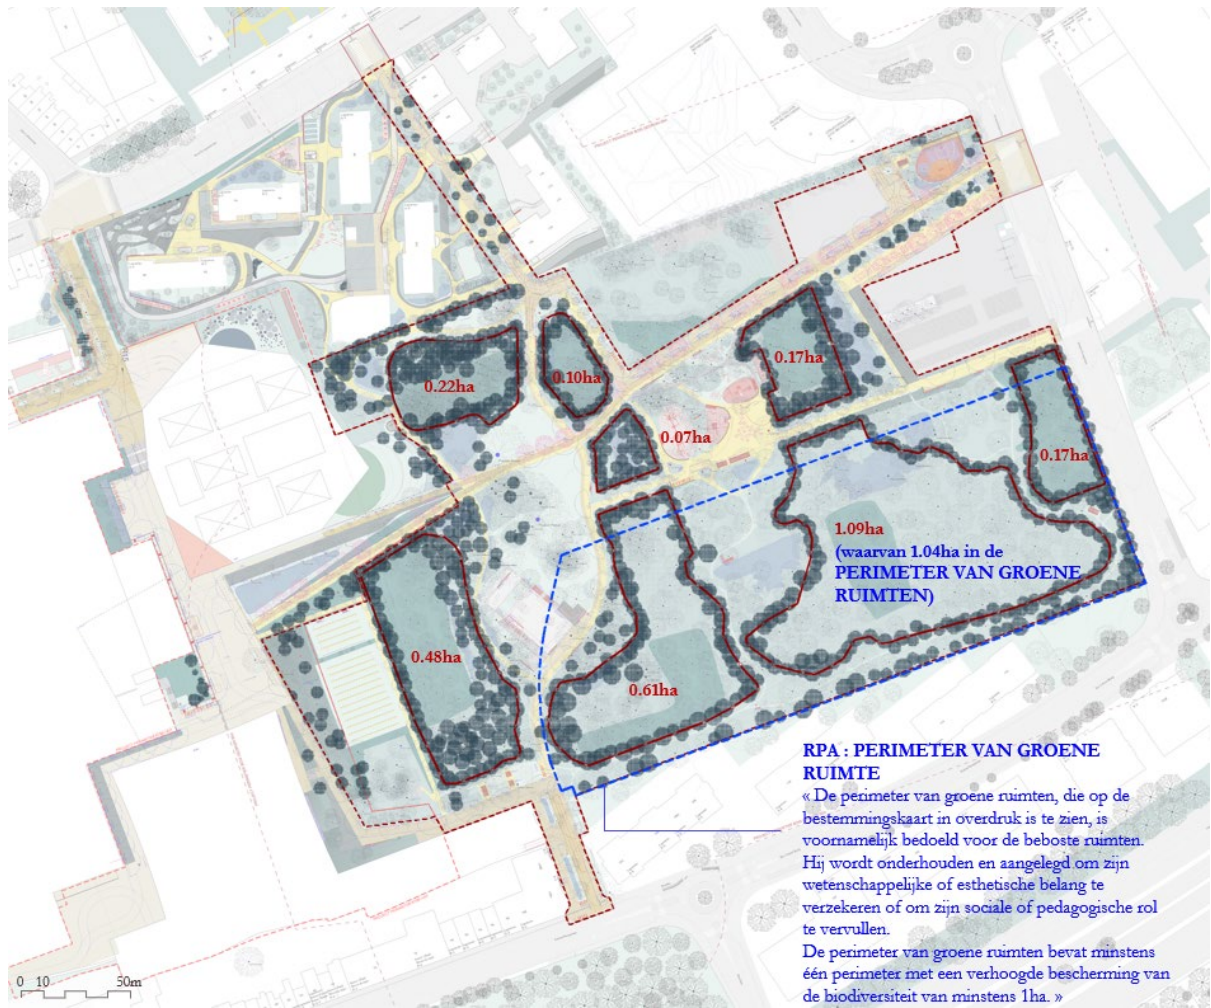 0.22ha
0.10ha
0.17ha
0.07ha
0.17ha
1.09ha
(waarvan 1.04ha in de
PERIMETER VAN GROENE
RUIMTEN)
0.48ha
0.61ha
RPA : PERIMETER VAN GROENE
RUIMTE
« De perimeter van groene ruimten, die op de
bestemmingskaart in overdruk is te zien, is
voornamelijk bedoeld voor de beboste ruimten.
Hij wordt onderhouden en aangelegd om zijn
wetenschappelijke of esthetische belang te
verzekeren of om zijn sociale of pedagogische rol
te vervullen.
De perimeter van groene ruimten bevat minstens
één perimeter met een verhoogde bescherming van
de biodiversiteit van minstens 1ha. »
0 10 50m